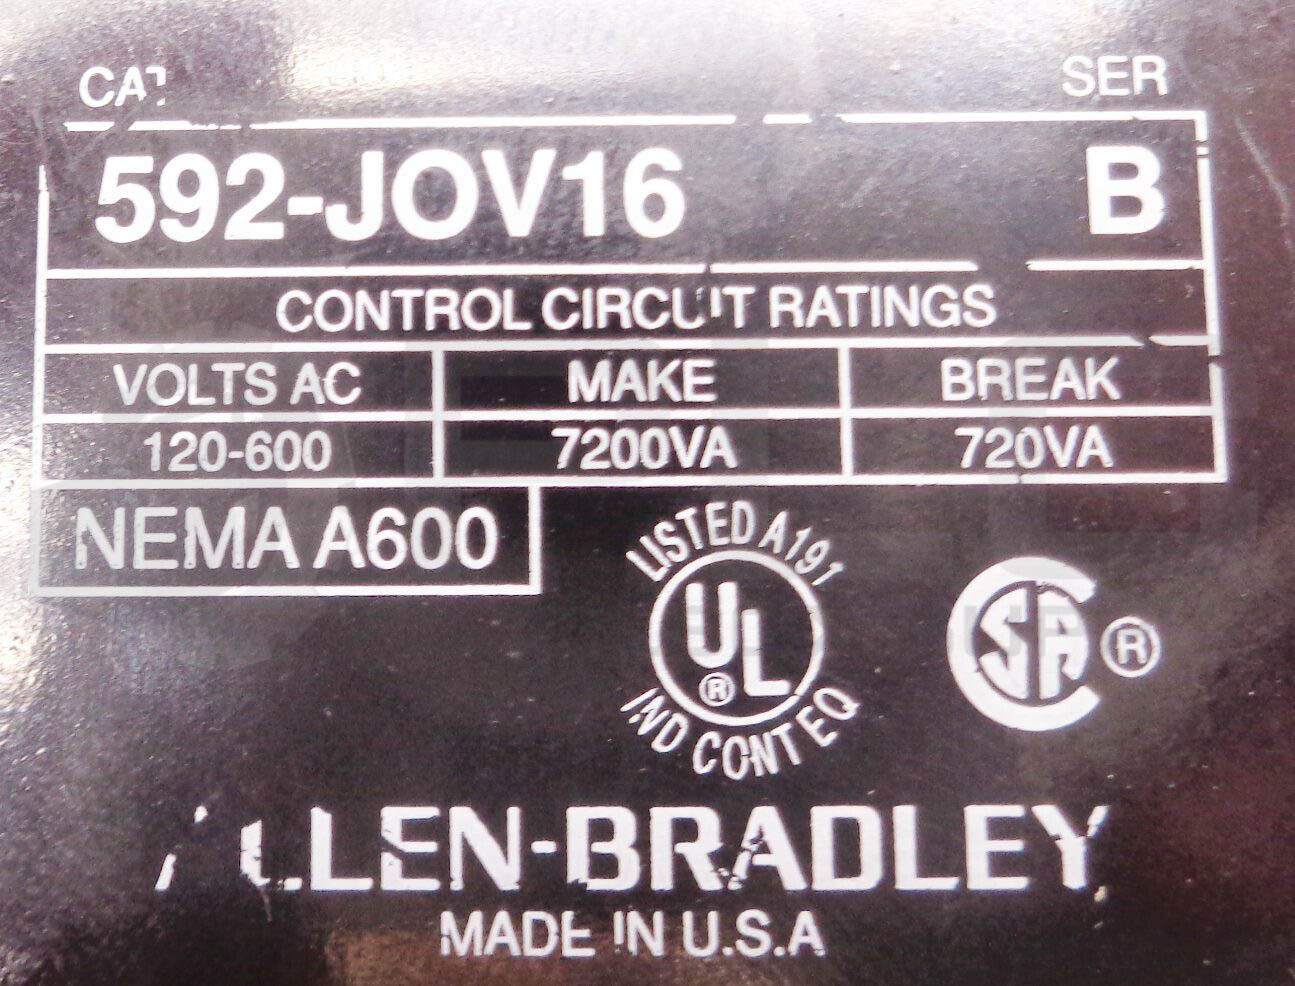 CAT SER
592-JOV16 B
CONTROL CIRCUIT RATINGS
VOLTS AC MAKE BREAK
120-600 7200VA 720VA
NEMA A600
LISTED A191
UL ®
IND CONT EQ
CSA ®
ALLEN-BRADLEY
MADE IN U.S.A